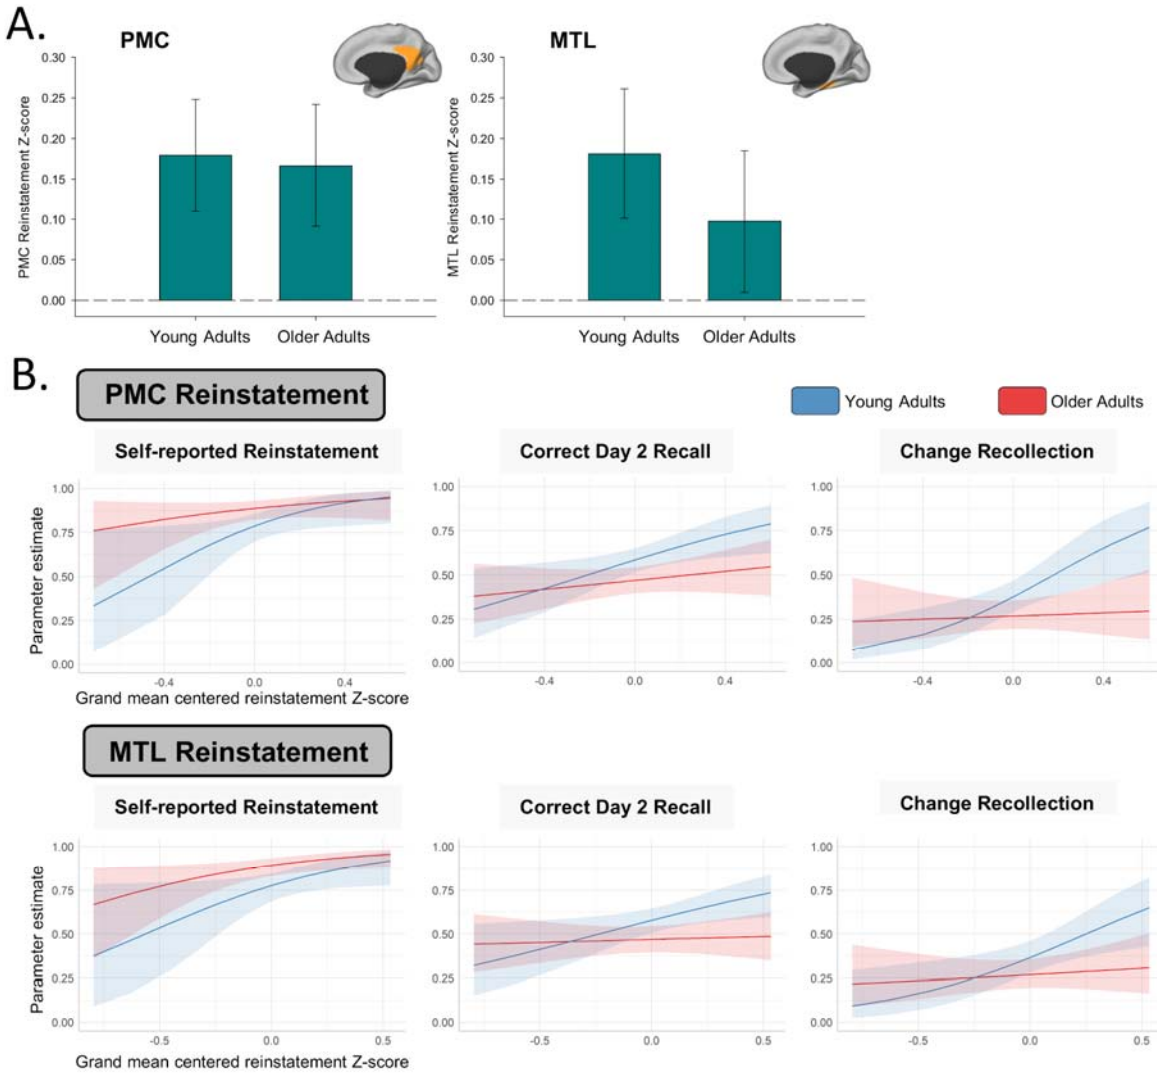 A.
PMC
MTL
PMC Reinstatement Z-score
0.30
0.25
0.20
0.15
0.10
0.05
0.00
Young Adults Older Adults
MTL Reinstatement Z-score
0.30
0.25
0.20
0.15
0.10
0.05
0.00
Young Adults Older Adults
B.
PMC Reinstatement
Young Adults Older Adults
Self-reported Reinstatement
Parameter estimate
1.00
0.75
0.50
0.25
0.00
-0.4 0.0 0.4
Grand mean centered reinstatement Z-score
Correct Day 2 Recall
1.00
0.75
0.50
0.25
0.00
-0.4 0.0 0.4
Change Recollection
1.00
0.75
0.50
0.25
0.00
-0.4 0.0 0.4
MTL Reinstatement
Self-reported Reinstatement
Parameter estimate
1.00
0.75
0.50
0.25
0.00
-0.5 0.0 0.5
Grand mean centered reinstatement Z-score
Correct Day 2 Recall
1.00
0.75
0.50
0.25
0.00
-0.5 0.0 0.5
Change Recollection
1.00
0.75
0.50
0.25
0.00
-0.5 0.0 0.5